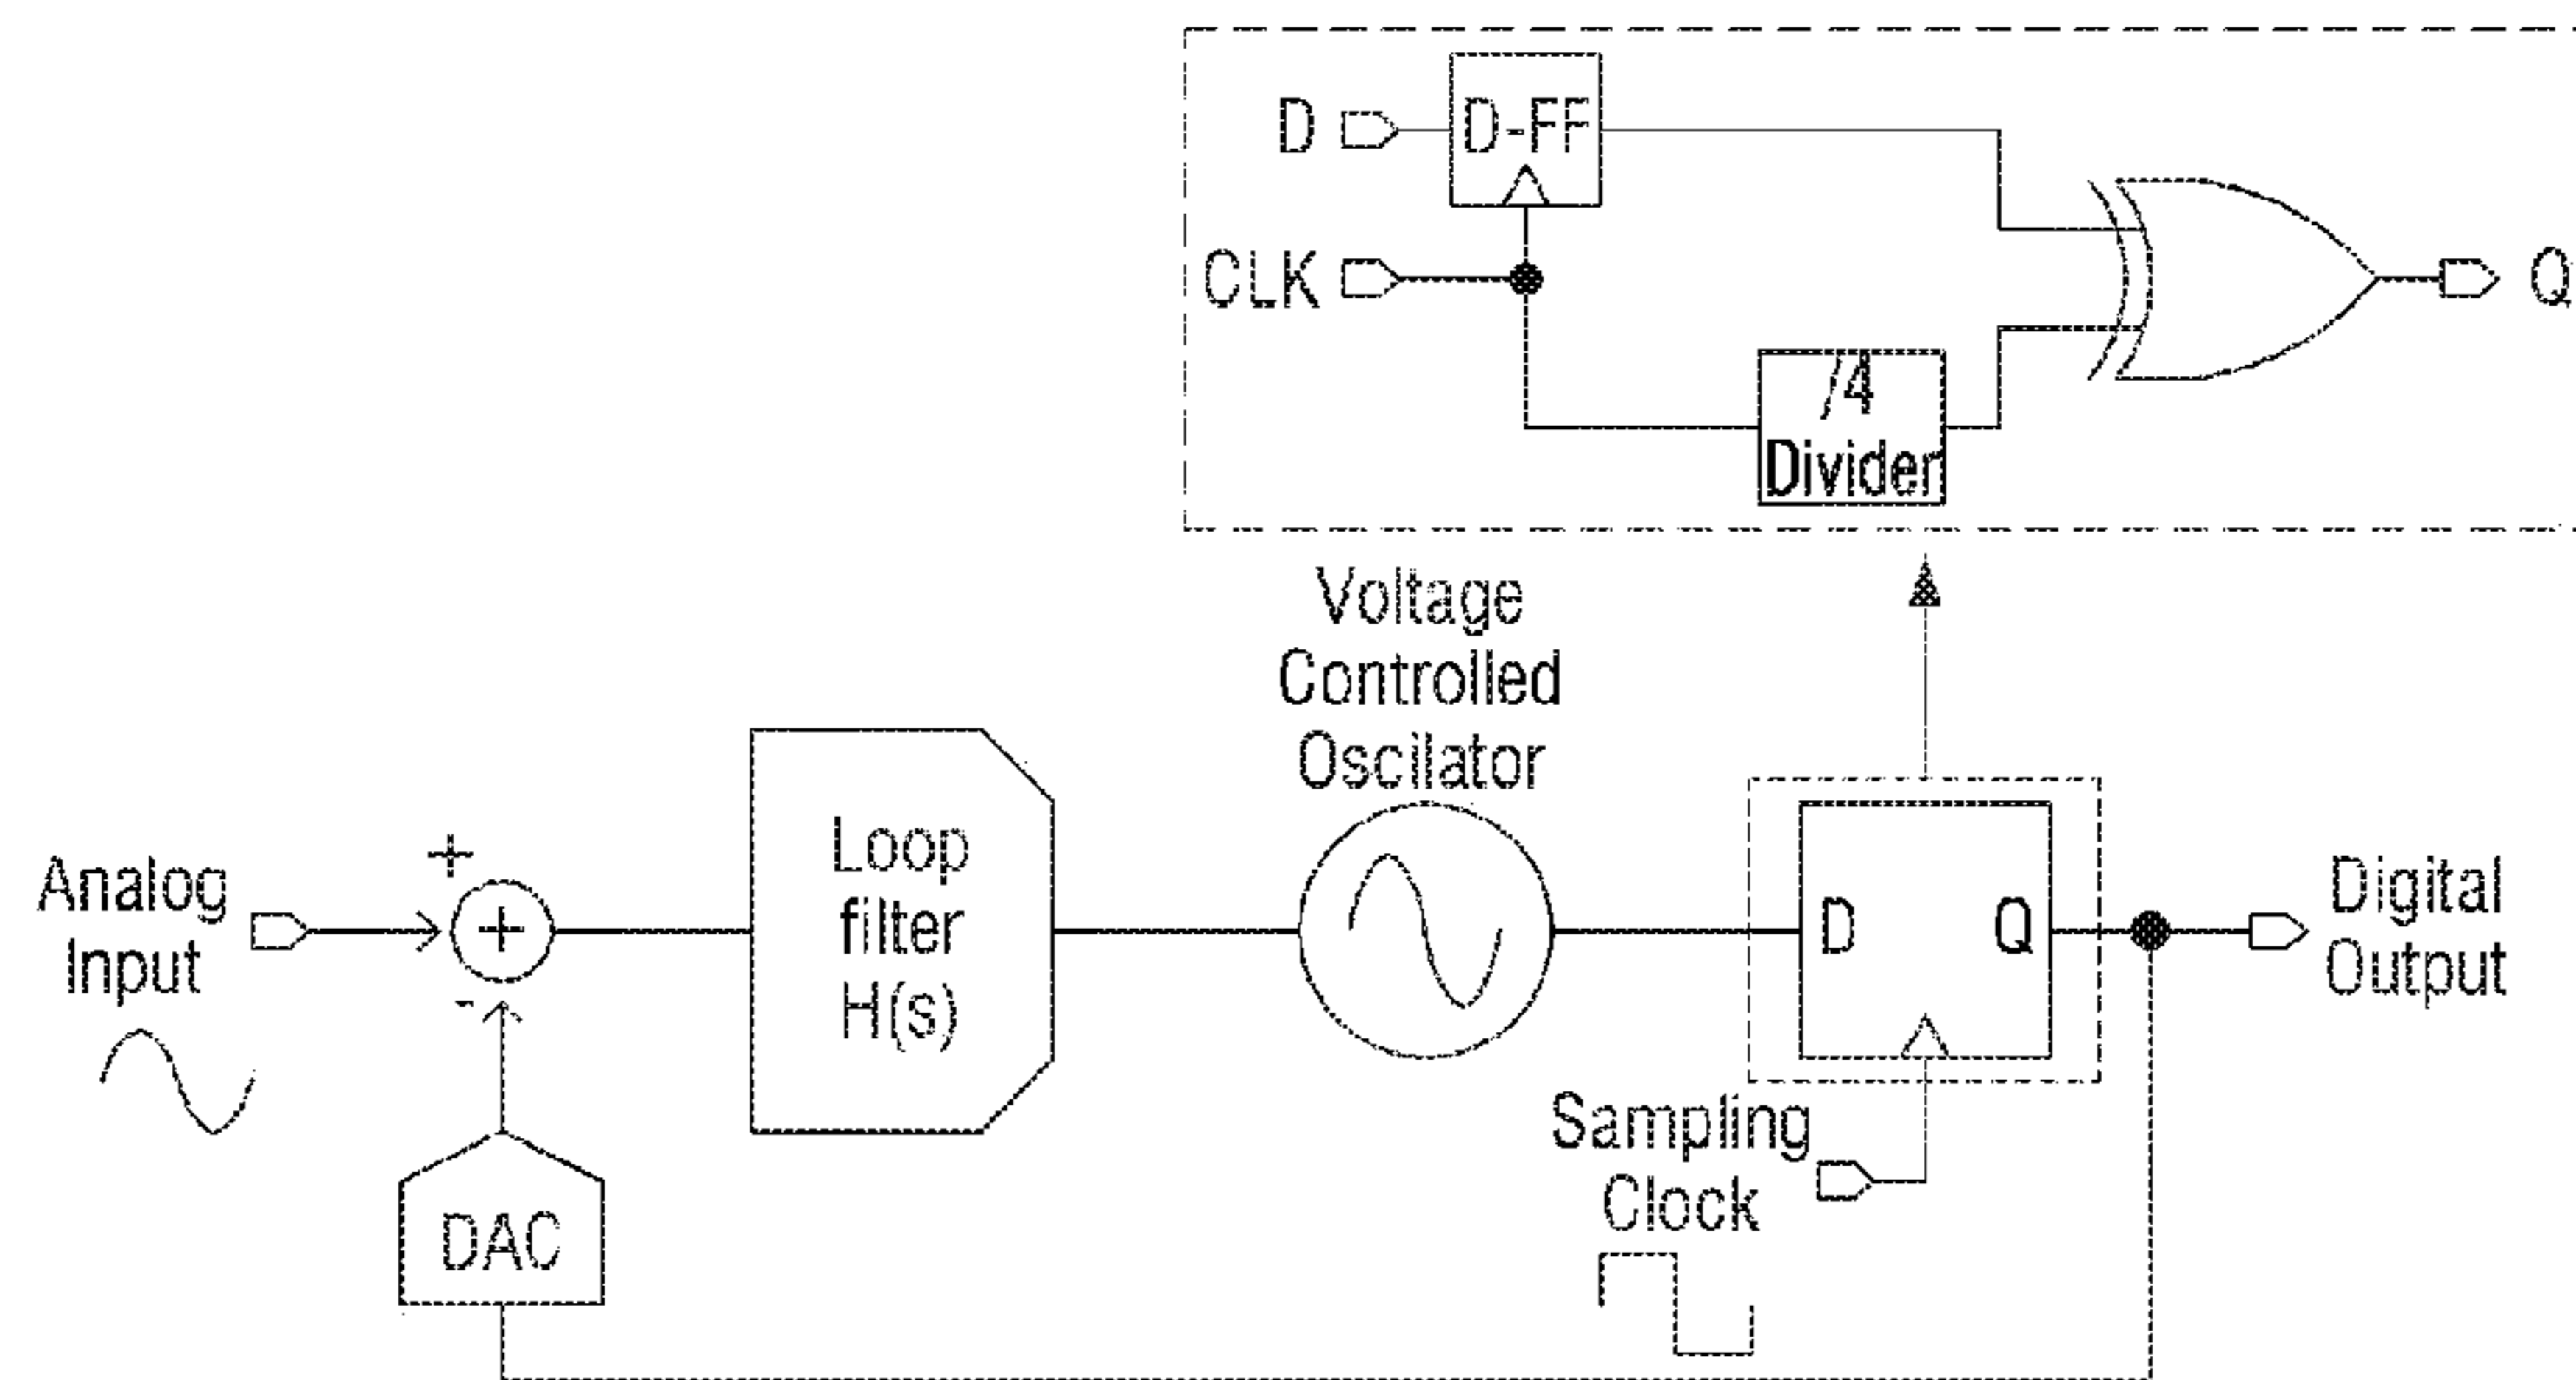 D
D-FF
CLK
Q
/4
Divider
Voltage
Controlled
Oscilator
Analog
Input
+
+
-
Loop
filter
H(s)
D
Q
Digital
Output
Sampling
Clock
DAC